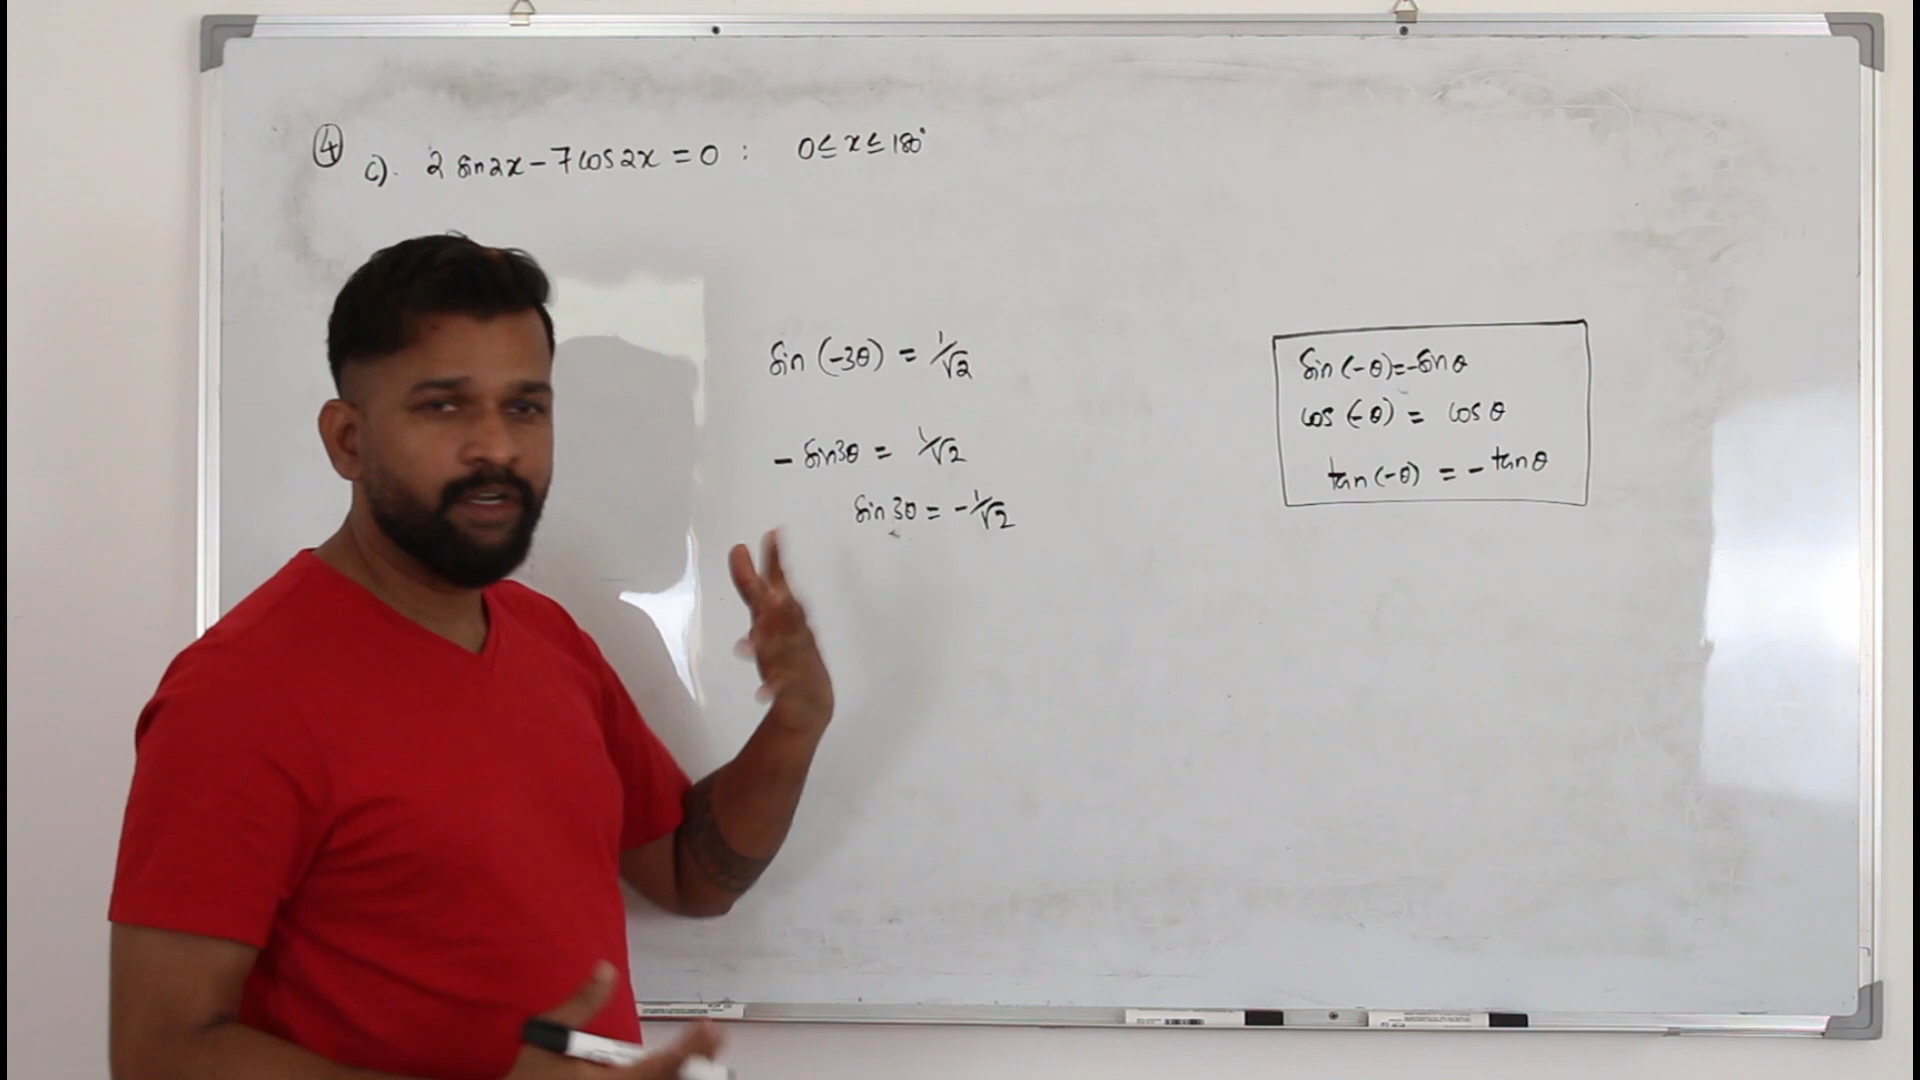 ④
c). 2 sin2x - 7cos2x = 0 : 0 ≤ x ≤ 180°
sin (-3θ) = 1/√2
- sin3θ = 1/√2
sin 3θ = -1/√2
sin (-θ) = -sin θ
cos (-θ) = cos θ
tan (-θ) = - tan θ